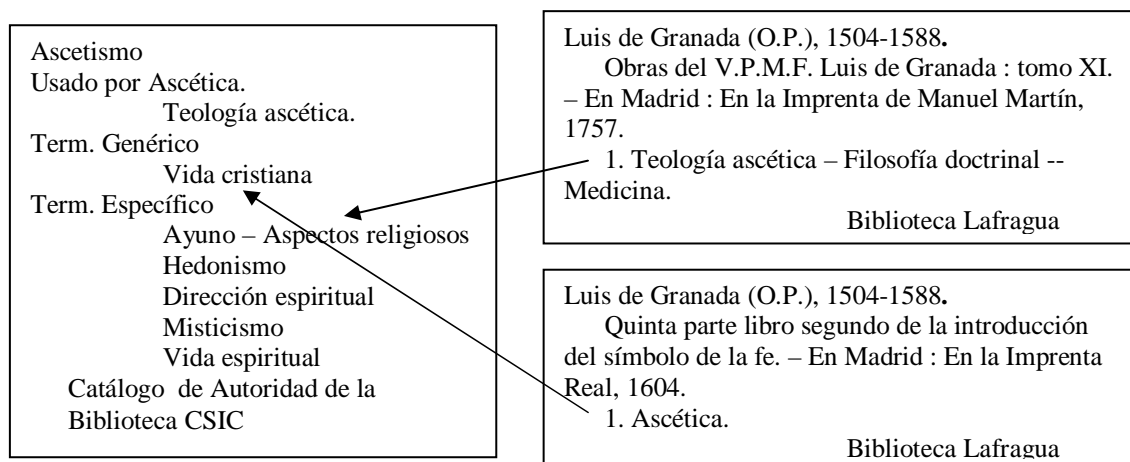 Ascetismo
Usado por Ascética.
Teología ascética.
Term. Genérico
Vida cristiana
Term. Específico
Ayuno – Aspectos religiosos
Hedonismo
Dirección espiritual
Misticismo
Vida espiritual
Catálogo de Autoridad de la
Biblioteca CSIC
Luis de Granada (O.P.), 1504-1588.
Obras del V.P.M.F. Luis de Granada : tomo XI.
– En Madrid : En la Imprenta de Manuel Martín,
1757.
1. Teología ascética – Filosofía doctrinal --
Medicina.
Biblioteca Lafragua
Luis de Granada (O.P.), 1504-1588.
Quinta parte libro segundo de la introducción
del símbolo de la fe. – En Madrid : En la Imprenta
Real, 1604.
1. Ascética.
Biblioteca Lafragua